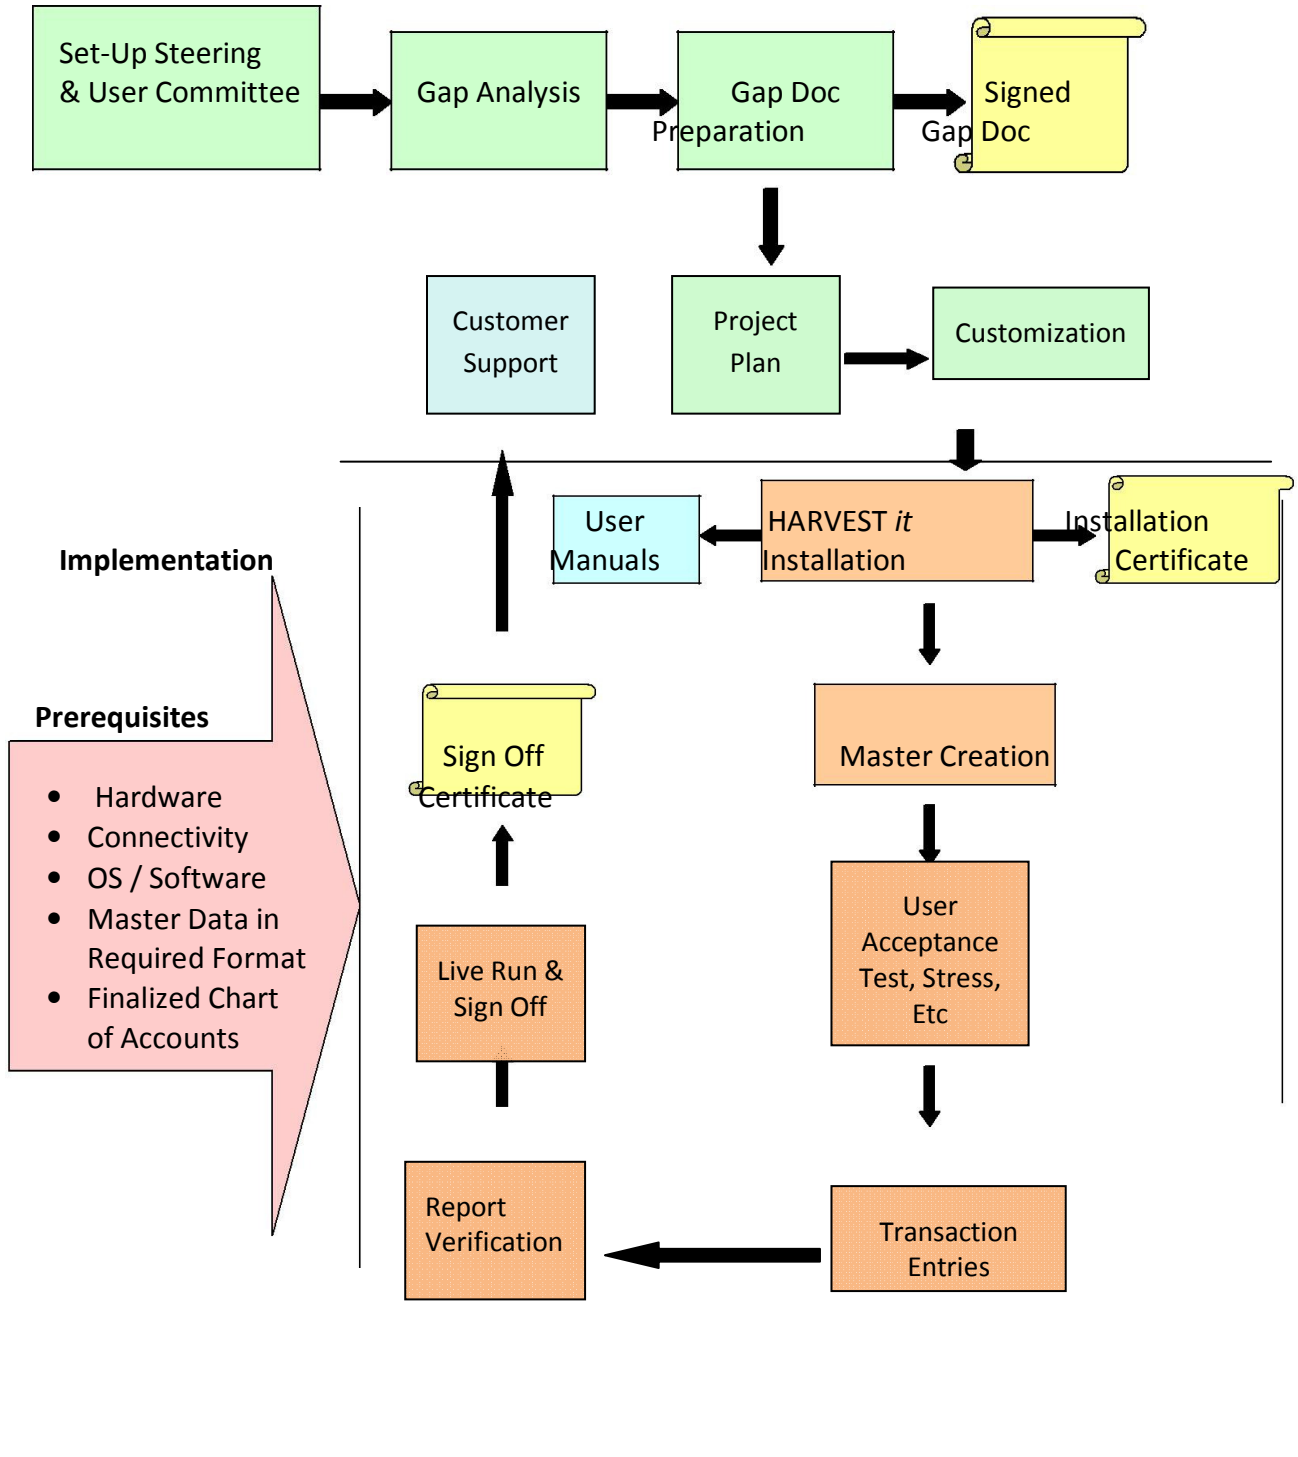 Set-Up Steering
& User Committee
Gap Analysis
Gap Doc
Preparation
Signed
Gap Doc
Customer
Support
Project
Plan
Customization
User
Manuals
HARVEST it
Installation
Installation
Certificate
Implementation
Prerequisites
• Hardware
• Connectivity
• OS / Software
• Master Data in
Required Format
• Finalized Chart
of Accounts
Sign Off
Certificate
Master Creation
Live Run &
Sign Off
User
Acceptance
Test, Stress,
Etc
Report
Verification
Transaction
Entries